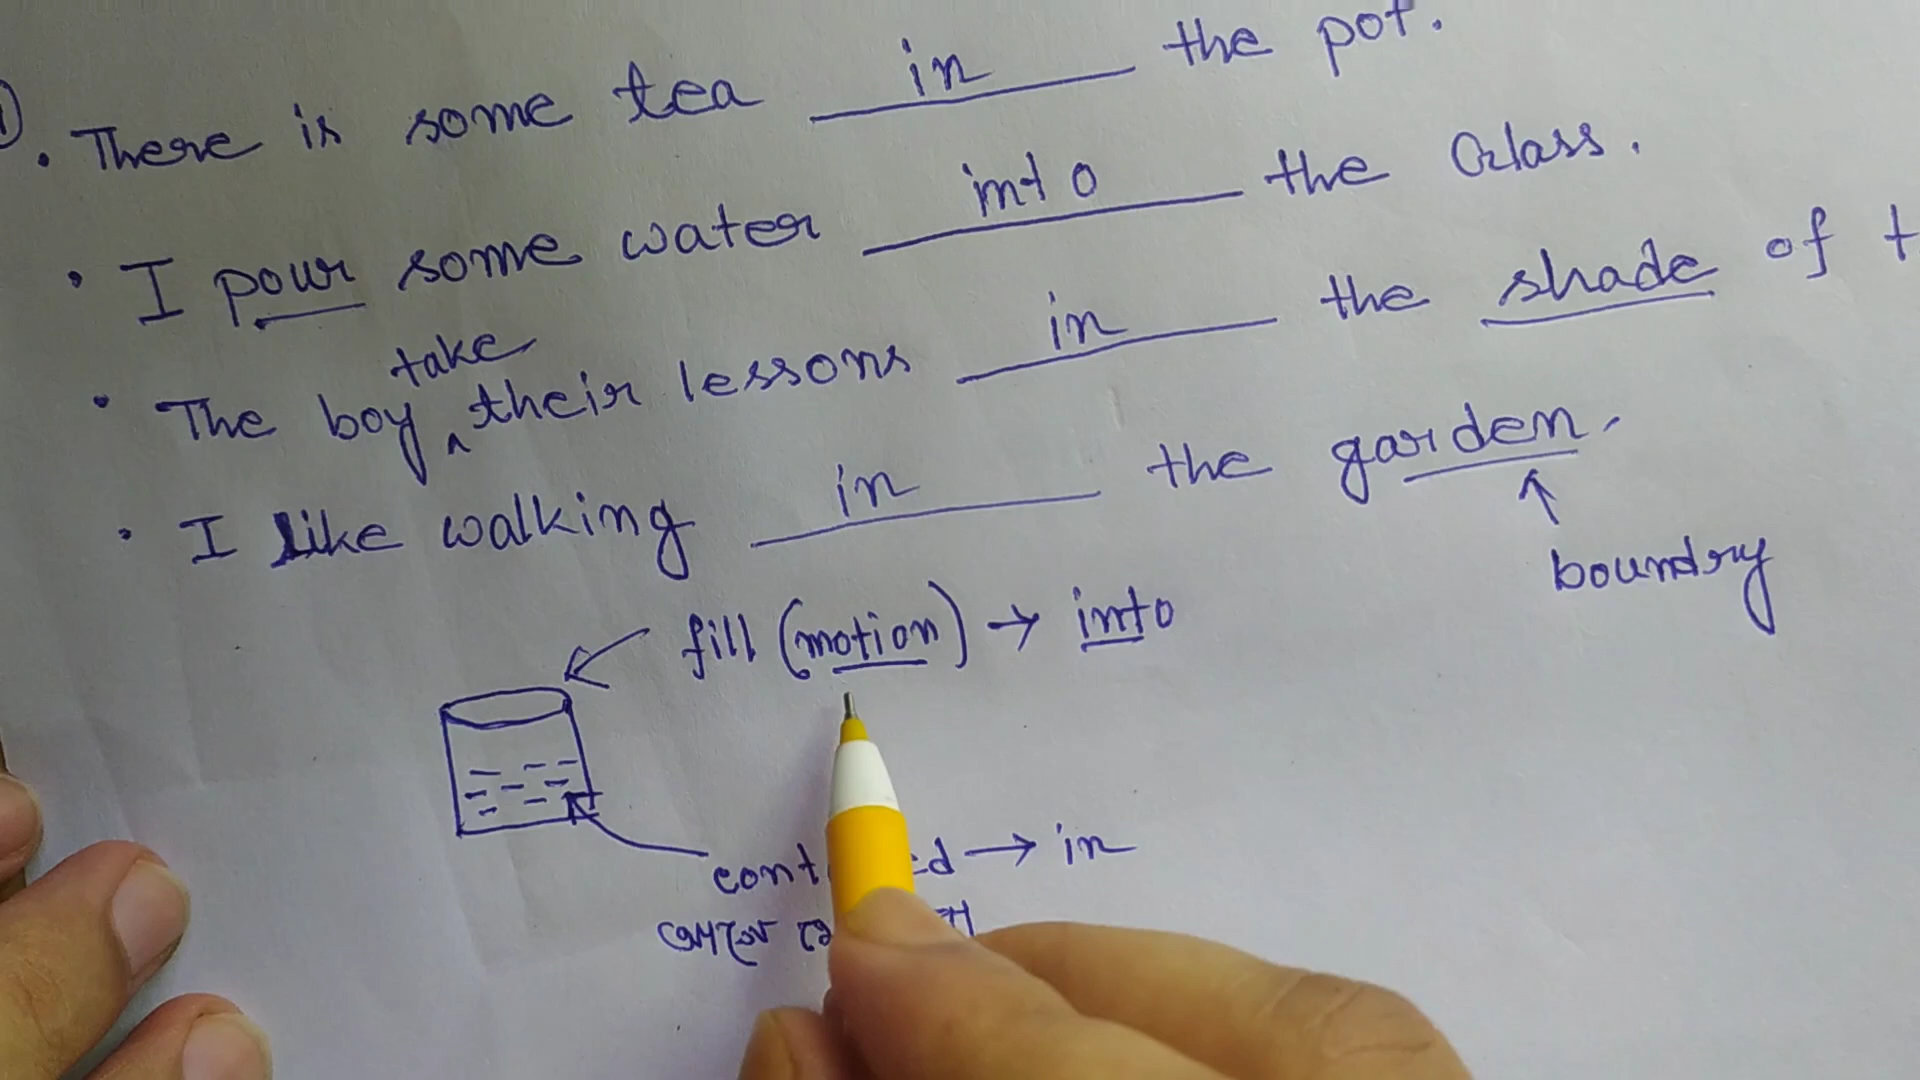 There is some tea in the pot.
I pour some water into the Glass.
The boy take their lessons in the shade of
I like walking in the garden.
boundry
fill (motion) → into
→ in